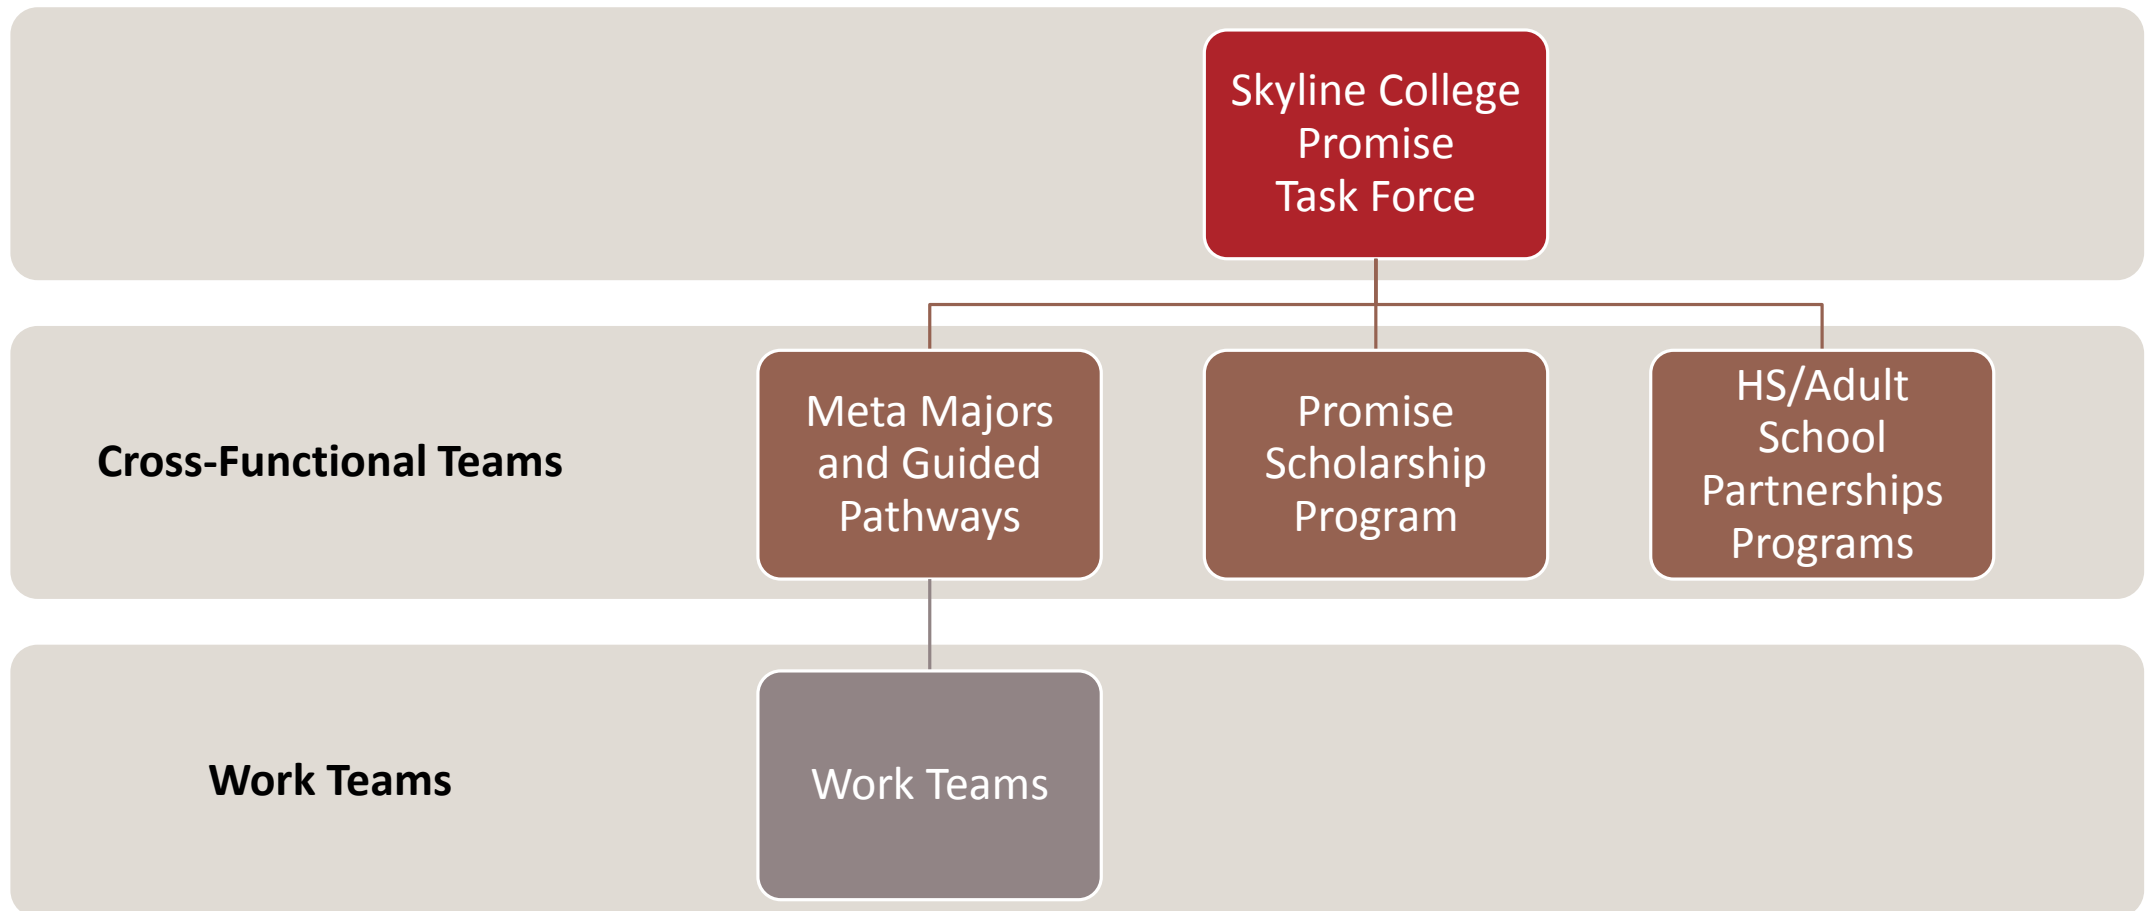 Skyline College
Promise
Task Force
Cross-Functional Teams
Meta Majors
and Guided
Pathways
Promise
Scholarship
Program
HS/Adult
School
Partnerships
Programs
Work Teams
Work Teams